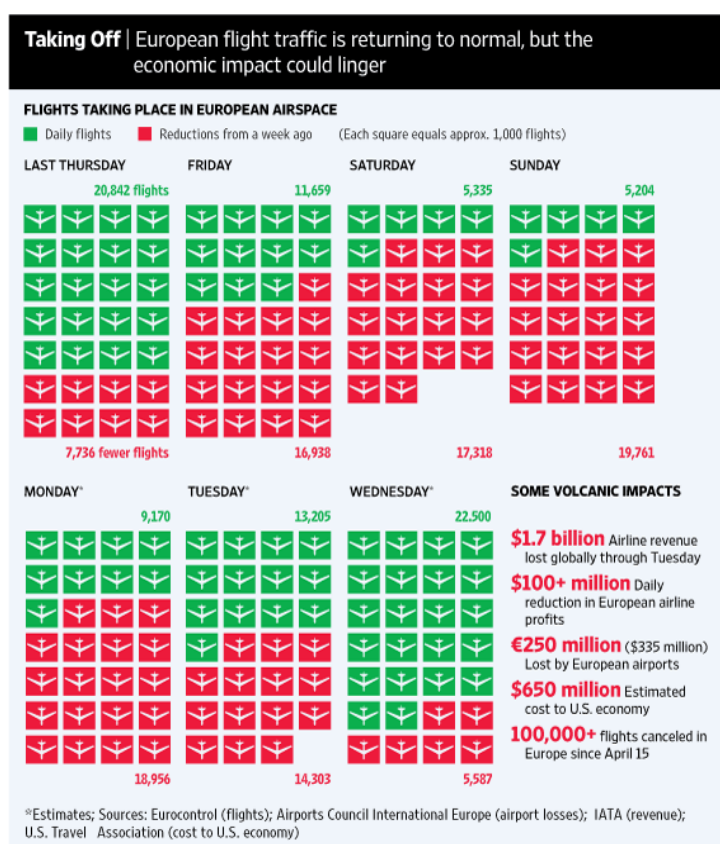 Taking Off | European flight traffic is returning to normal, but the
economic impact could linger
FLIGHTS TAKING PLACE IN EUROPEAN AIRSPACE
Daily flights Reductions from a week ago (Each square equals approx. 1,000 flights)
LAST THURSDAY FRIDAY SATURDAY SUNDAY
20,842 flights 11,659 5,335 5,204
7,736 fewer flights 16,938 17,318 19,761
MONDAY* TUESDAY* WEDNESDAY*
9,170 13,205 22.500
18,956 14,303 5,587
SOME VOLCANIC IMPACTS
$1.7 billion Airline revenue
lost globally through Tuesday
$100+ million Daily
reduction in European airline
profits
€250 million ($335 million)
Lost by European airports
$650 million Estimated
cost to U.S. economy
100,000+ flights canceled in
Europe since April 15
*Estimates; Sources: Eurocontrol (flights); Airports Council International Europe (airport losses); IATA (revenue);
U.S. Travel Association (cost to U.S. economy)